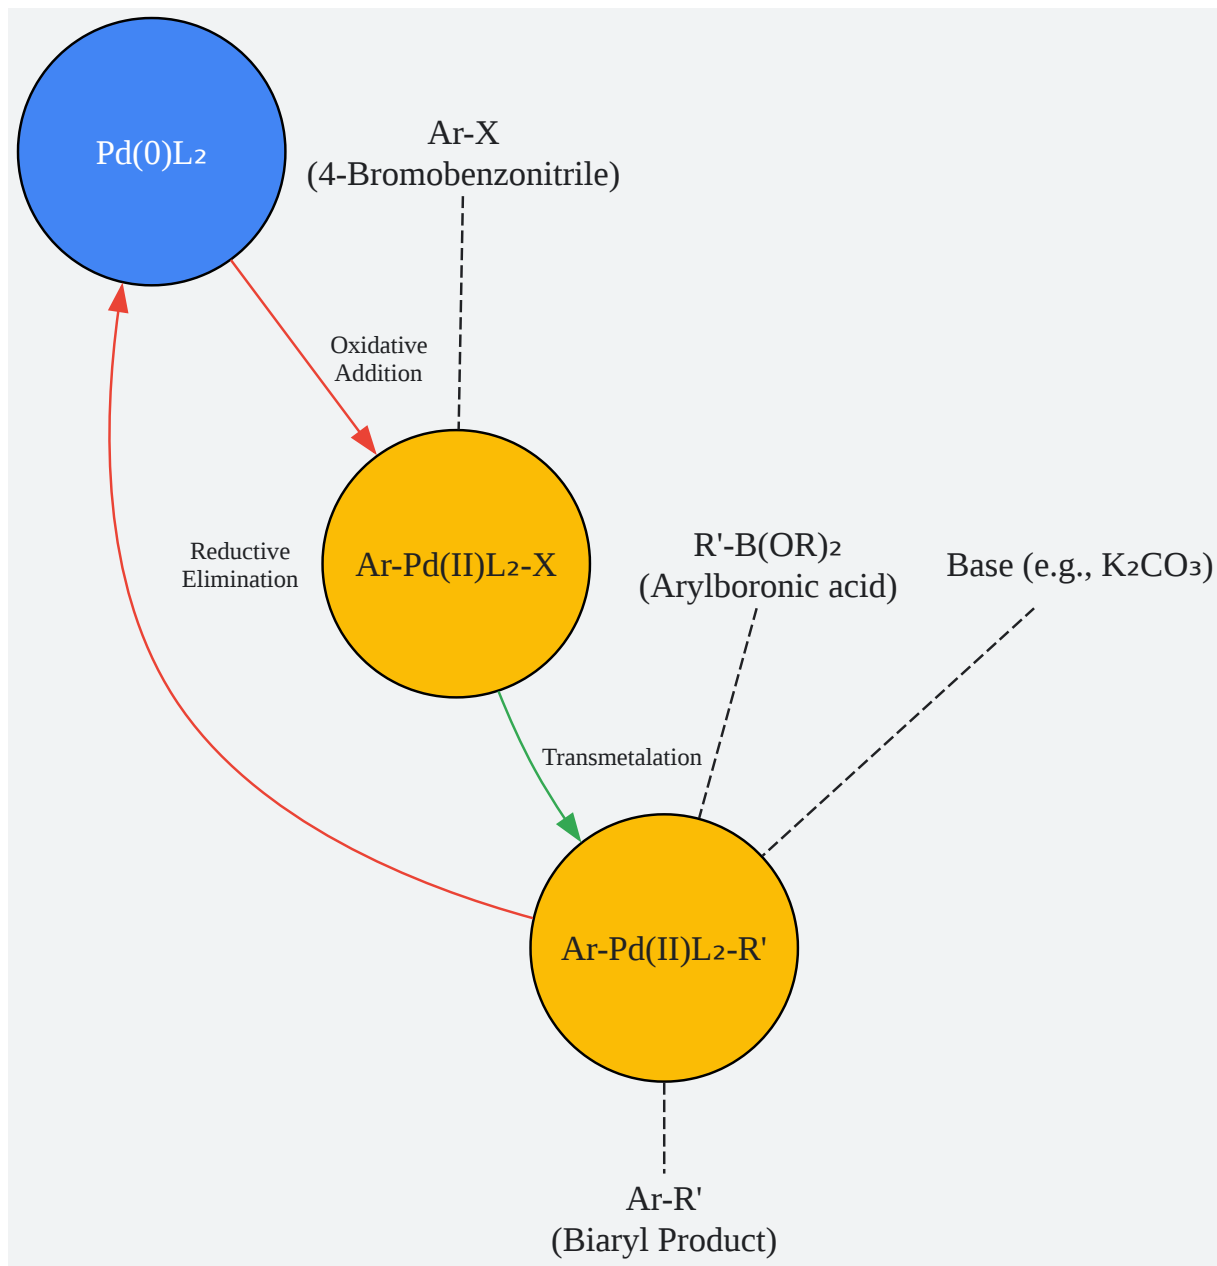 Pd(0)L₂
Ar-X
(4-Bromobenzonitrile)
Oxidative
Addition
Reductive
Elimination
Ar-Pd(II)L₂-X
R'-B(OR)₂
(Arylboronic acid)
Base (e.g., K₂CO₃)
Transmetalation
Ar-Pd(II)L₂-R'
Ar-R'
(Biaryl Product)